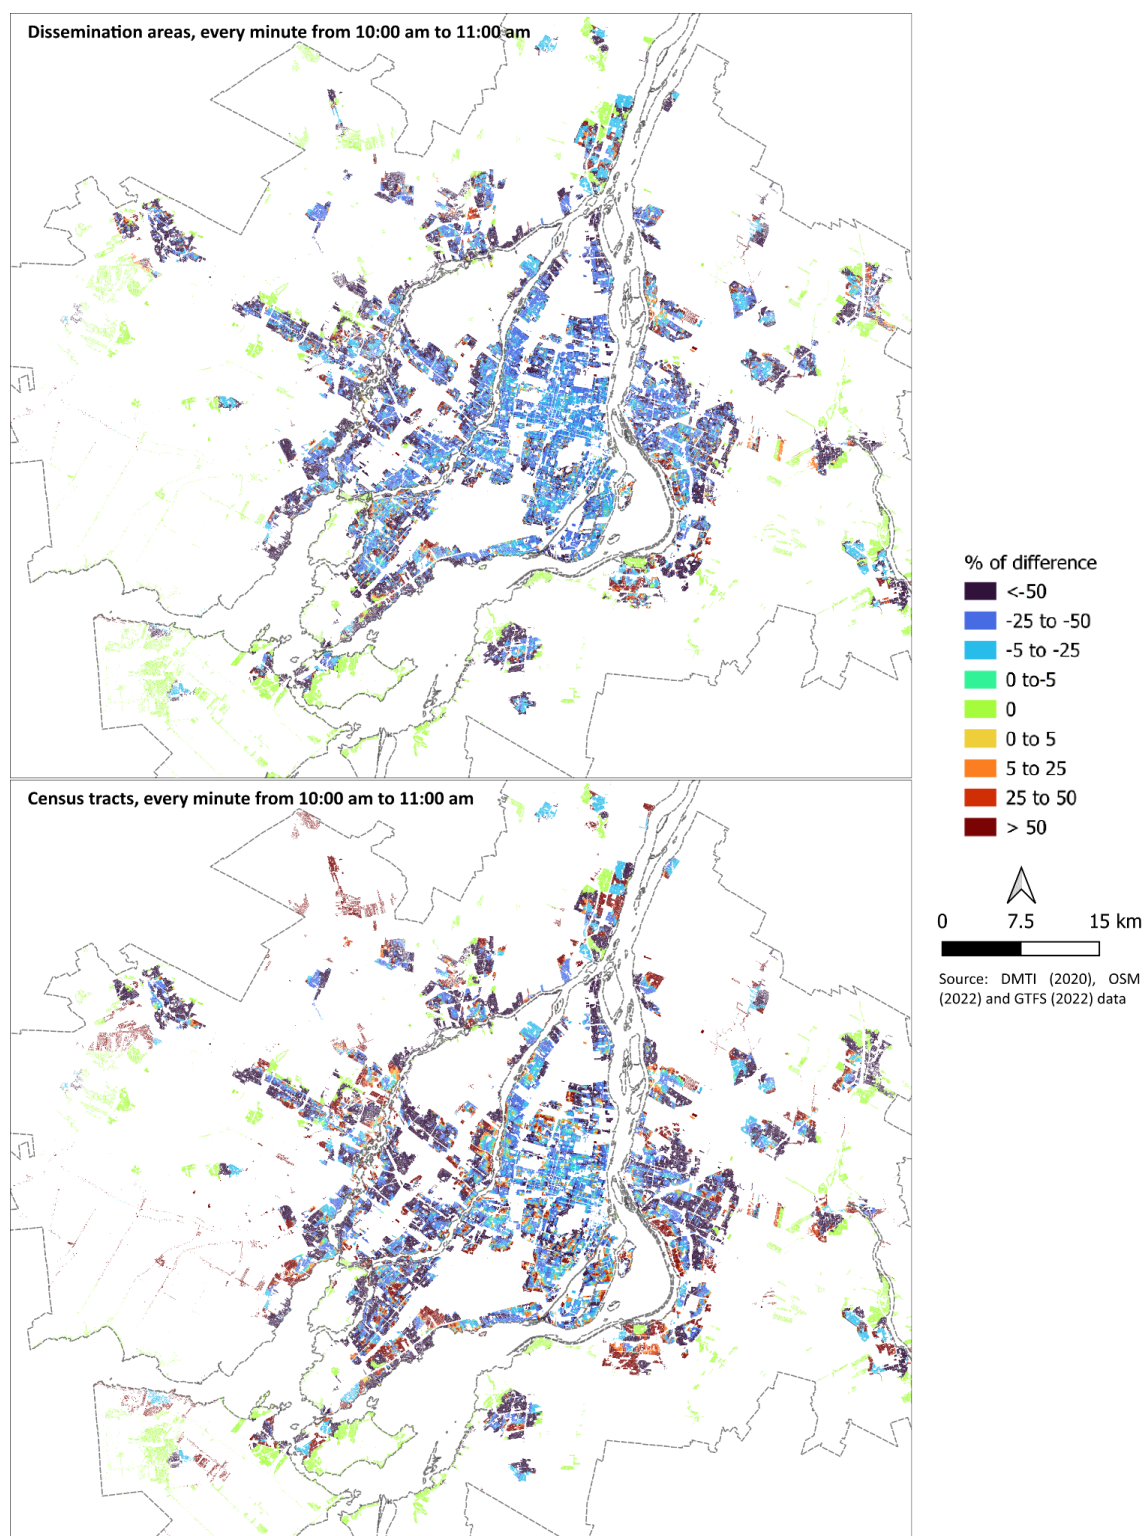 Dissemination areas, every minute from 10:00 am to 11:00 am
% of difference
<-50
-25 to -50
-5 to -25
0 to-5
0
0 to 5
5 to 25
25 to 50
> 50
Census tracts, every minute from 10:00 am to 11:00 am
0 7.5 15 km
Source: DMTI (2020), OSM
(2022) and GTFS (2022) data